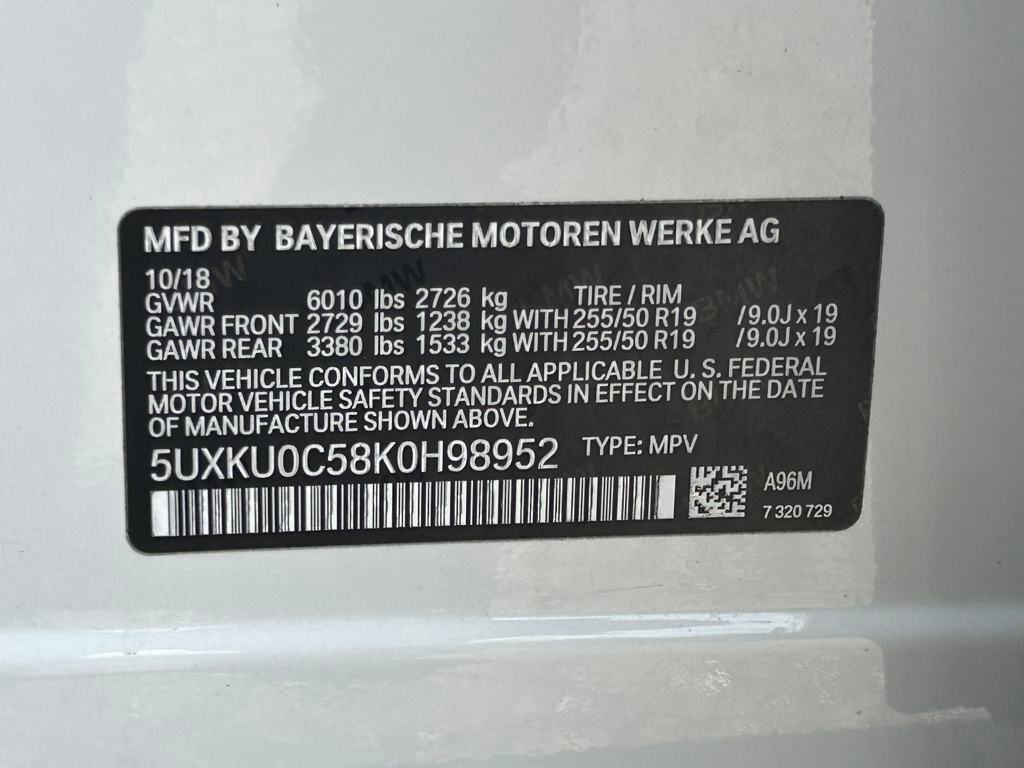 MFD BY BAYERISCHE MOTOREN WERKE AG
10/18
GVWR 6010 lbs 2726 kg TIRE / RIM
GAWR FRONT 2729 lbs 1238 kg WITH 255/50 R19 /9.0J x 19
GAWR REAR 3380 lbs 1533 kg WITH 255/50 R19 /9.0J x 19
THIS VEHICLE CONFORMS TO ALL APPLICABLE U. S. FEDERAL
MOTOR VEHICLE SAFETY STANDARDS IN EFFECT ON THE DATE
OF MANUFACTURE SHOWN ABOVE.
5UXKU0C58K0H98952 TYPE: MPV
A96M
7 320 729